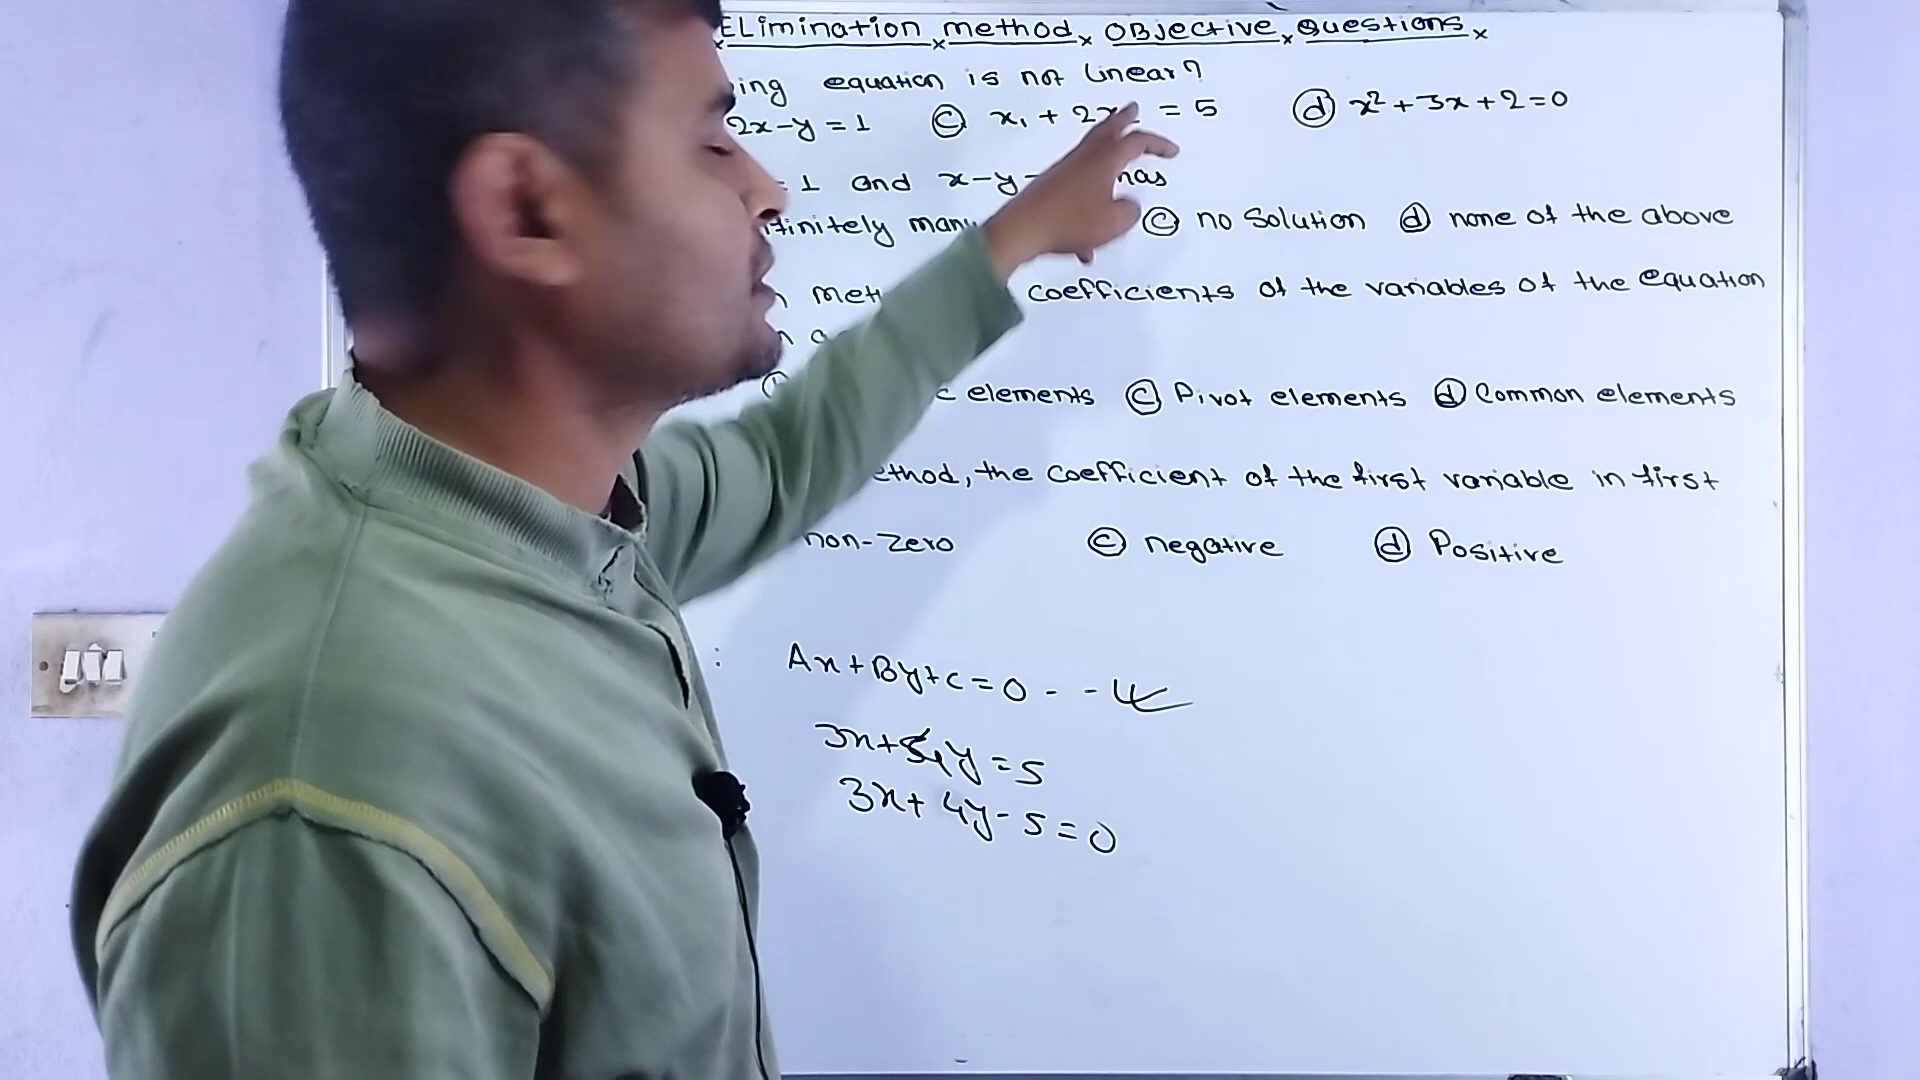 ELimination method OBJective questions
ing equation is not linear?
2x-y=1 ⓒ x₁ + 2x = 5 ⓓ x²+3x+2=0
=1 and x-y= has
finitely many ⓒ no solution ⓓ none of the above
n coefficients of the variables of the equation
c elements ⓒ Pivot elements ⓓ Common elements
ethod, the coefficient of the first variable in first
non-zero ⓒ negative ⓓ Positive
: Ax+By+c=0 - -
3x+4y=5
3x+4y-5=0